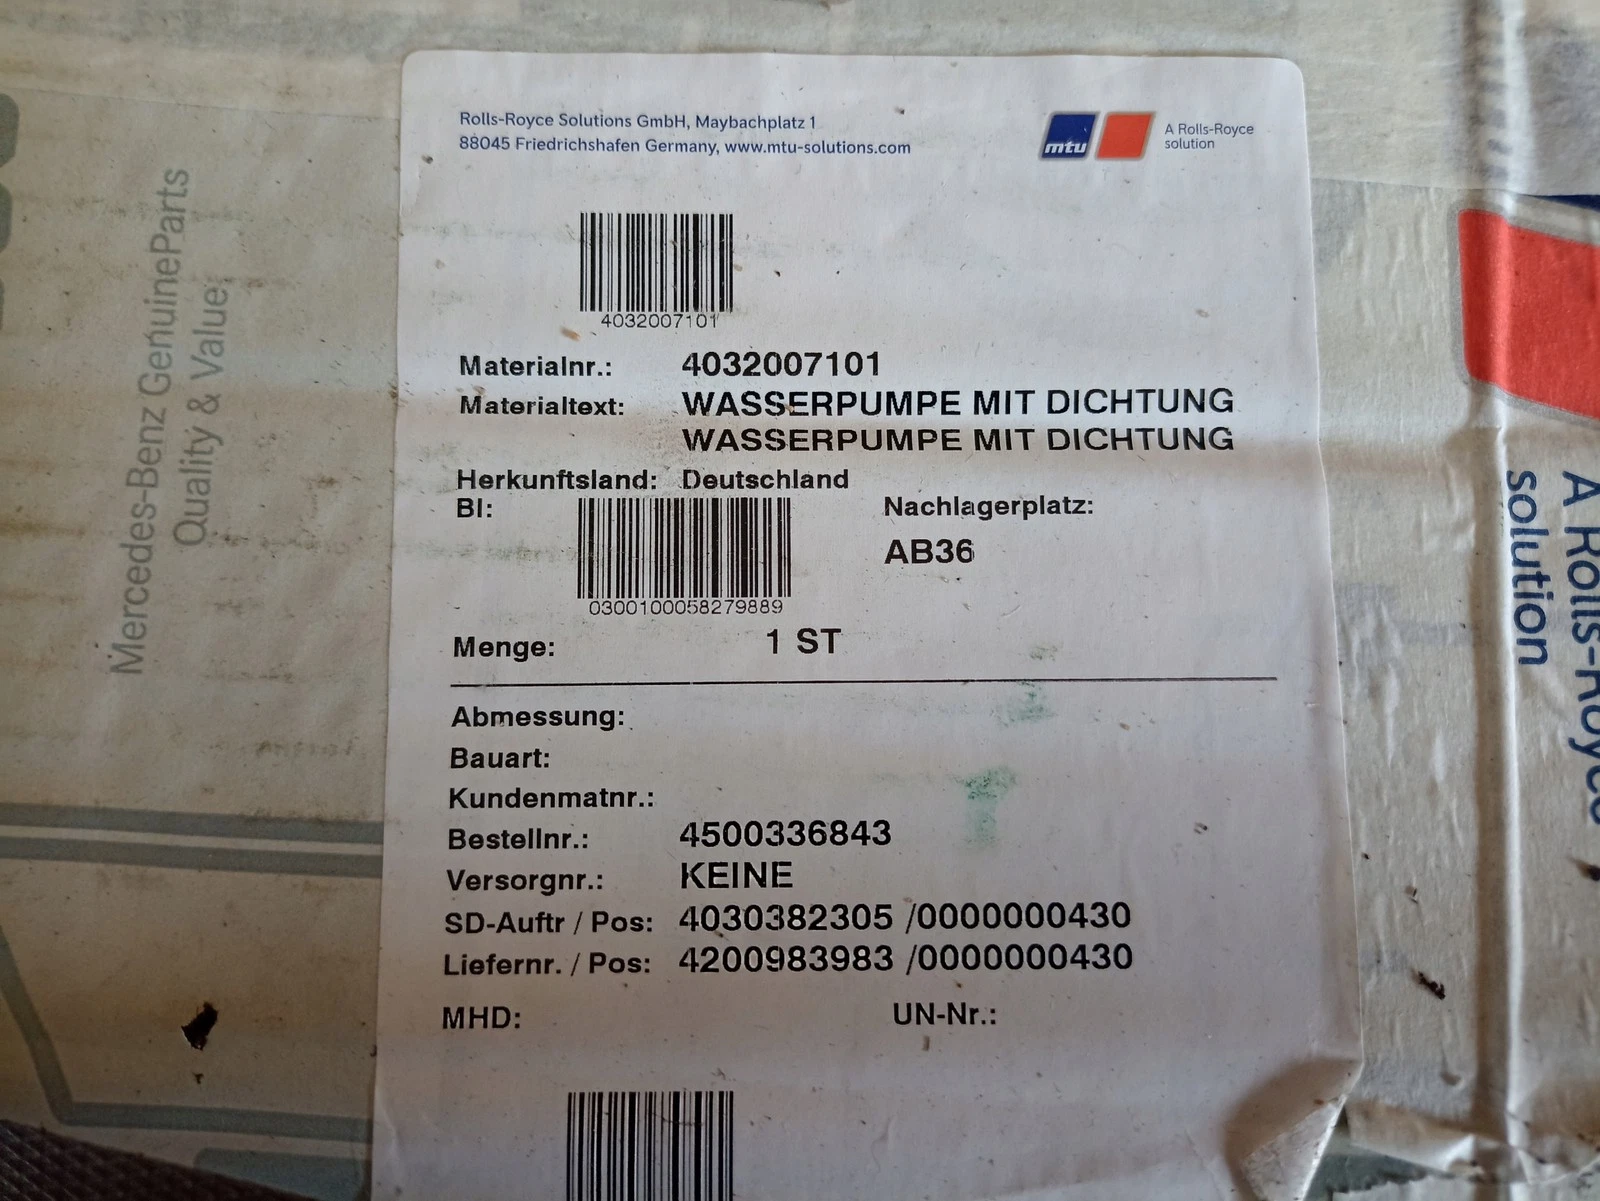 Rolls-Royce Solutions GmbH, Maybachplatz 1
88045 Friedrichshafen Germany, www.mtu-solutions.com
mtu
A Rolls-Royce
solution
4032007101
Materialnr.: 4032007101
Materialtext: WASSERPUMPE MIT DICHTUNG
WASSERPUMPE MIT DICHTUNG
Herkunftsland: Deutschland
BI:
Nachlagerplatz:
AB36
0300100058279889
Menge: 1 ST
Abmessung:
Bauart:
Kundenmatnr.:
Bestellnr.: 4500336843
Versorgnr.: KEINE
SD-Auftr / Pos: 4030382305 /0000000430
Liefernr. / Pos: 4200983983 /0000000430
MHD:
UN-Nr.:
Mercedes-Benz GenuineParts
Quality & Value
A Rolls-Royce
solution